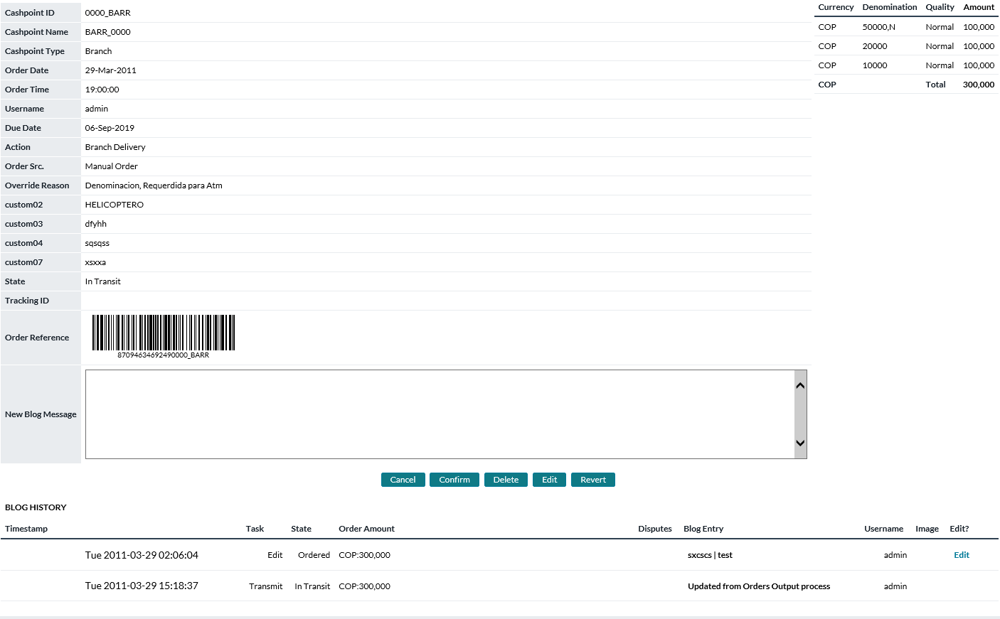 Cashpoint ID 0000_BARR
Cashpoint Name BARR_0000
Cashpoint Type Branch
Order Date 29-Mar-2011
Order Time 19:00:00
Username admin
Due Date 06-Sep-2019
Action Branch Delivery
Order Src. Manual Order
Override Reason Denominacion, Requerdida para Atm
custom02 HELICOPTERO
custom03 dfyhh
custom04 sqsqss
custom07 xsxxa
State In Transit
Tracking ID
Order Reference
87094634692490000_BARR
New Blog Message
Currency Denomination Quality Amount
COP 50000,N Normal 100,000
COP 20000 Normal 100,000
COP 10000 Normal 100,000
COP Total 300,000
Cancel Confirm Delete Edit Revert
BLOG HISTORY
Timestamp Task State Order Amount Disputes Blog Entry Username Image Edit?
Tue 2011-03-29 02:06:04 Edit Ordered COP:300,000 sxcscs | test admin Edit
Tue 2011-03-29 15:18:37 Transmit In Transit COP:300,000 Updated from Orders Output process admin